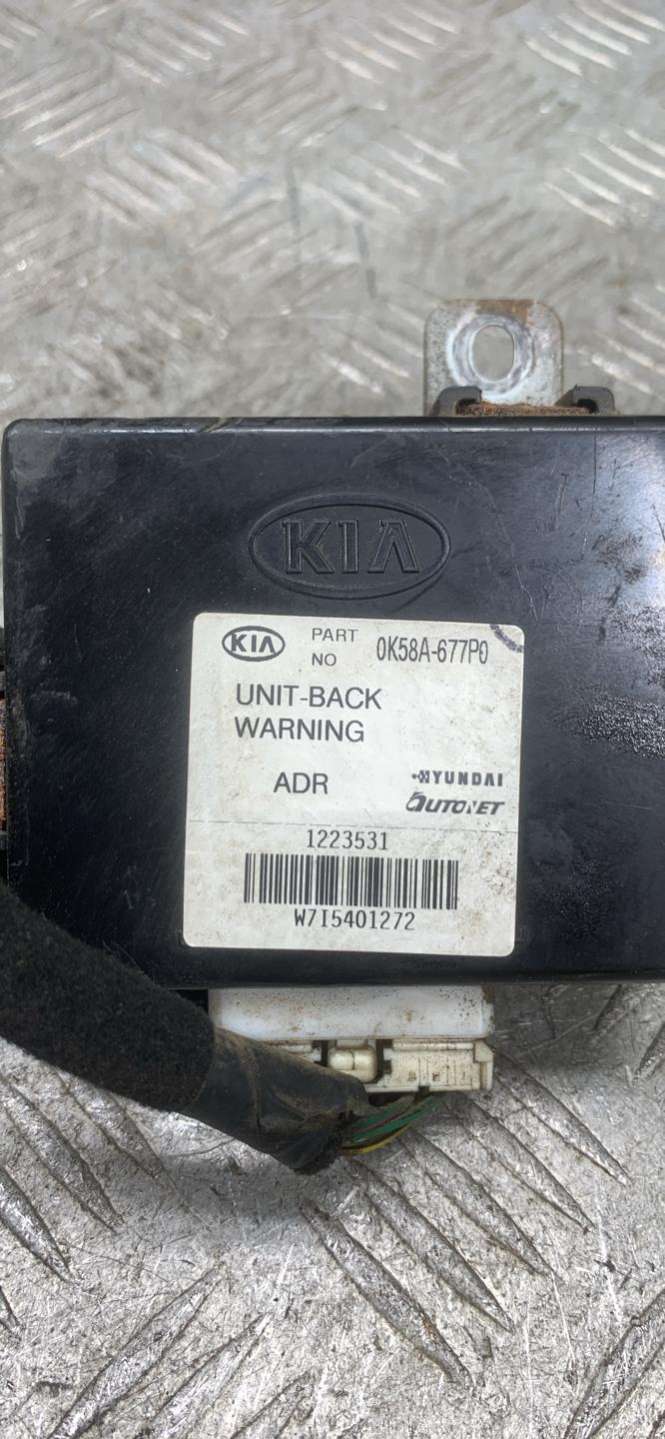 KIA
KIA PART NO 0K58A-677P0
UNIT-BACK
WARNING
ADR HYUNDAI
AUTONET
1223531
W7I5401272